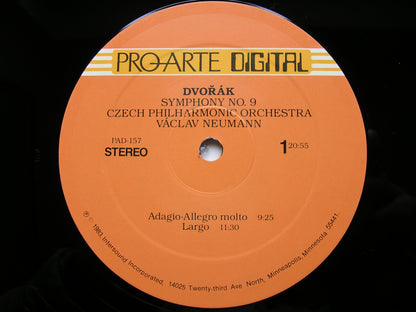 PRO ARTE DIGITAL
DVOŘÁK
SYMPHONY NO. 9
CZECH PHILHARMONIC ORCHESTRA
VÁCLAV NEUMANN
PAD-157
STEREO
1 20:55
Adagio-Allegro molto 9:25
Largo 11:30
℗ © 1983, Intersound Incorporated, 14025 Twenty-third Ave North, Minneapolis, Minnesota 55441.